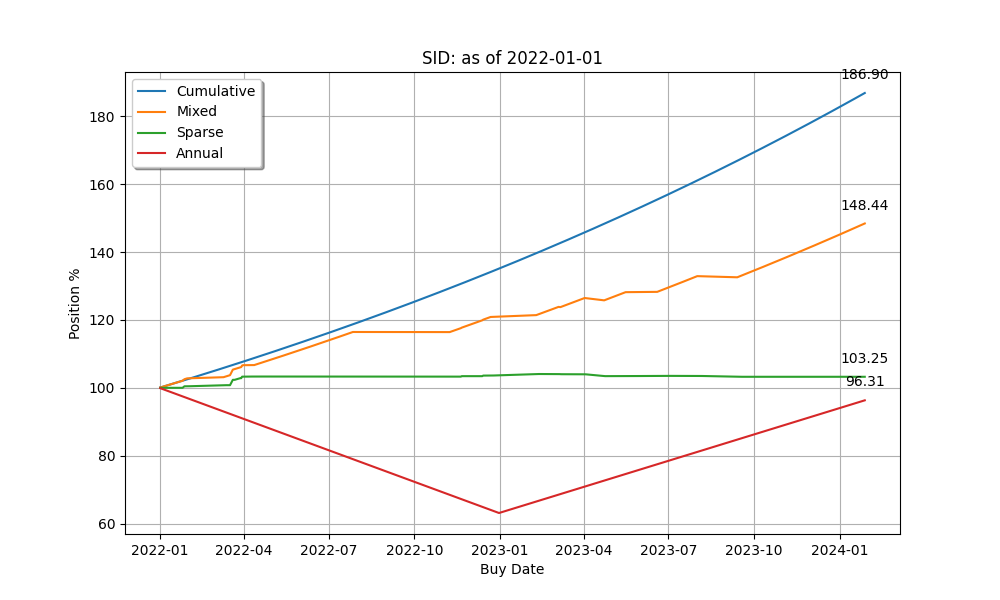 SID: as of 2022-01-01
Cumulative
Mixed
Sparse
Annual
186.90
148.44
103.25
96.31
Position %
180
160
140
120
100
80
60
2022-01 2022-04 2022-07 2022-10 2023-01 2023-04 2023-07 2023-10 2024-01
Buy Date